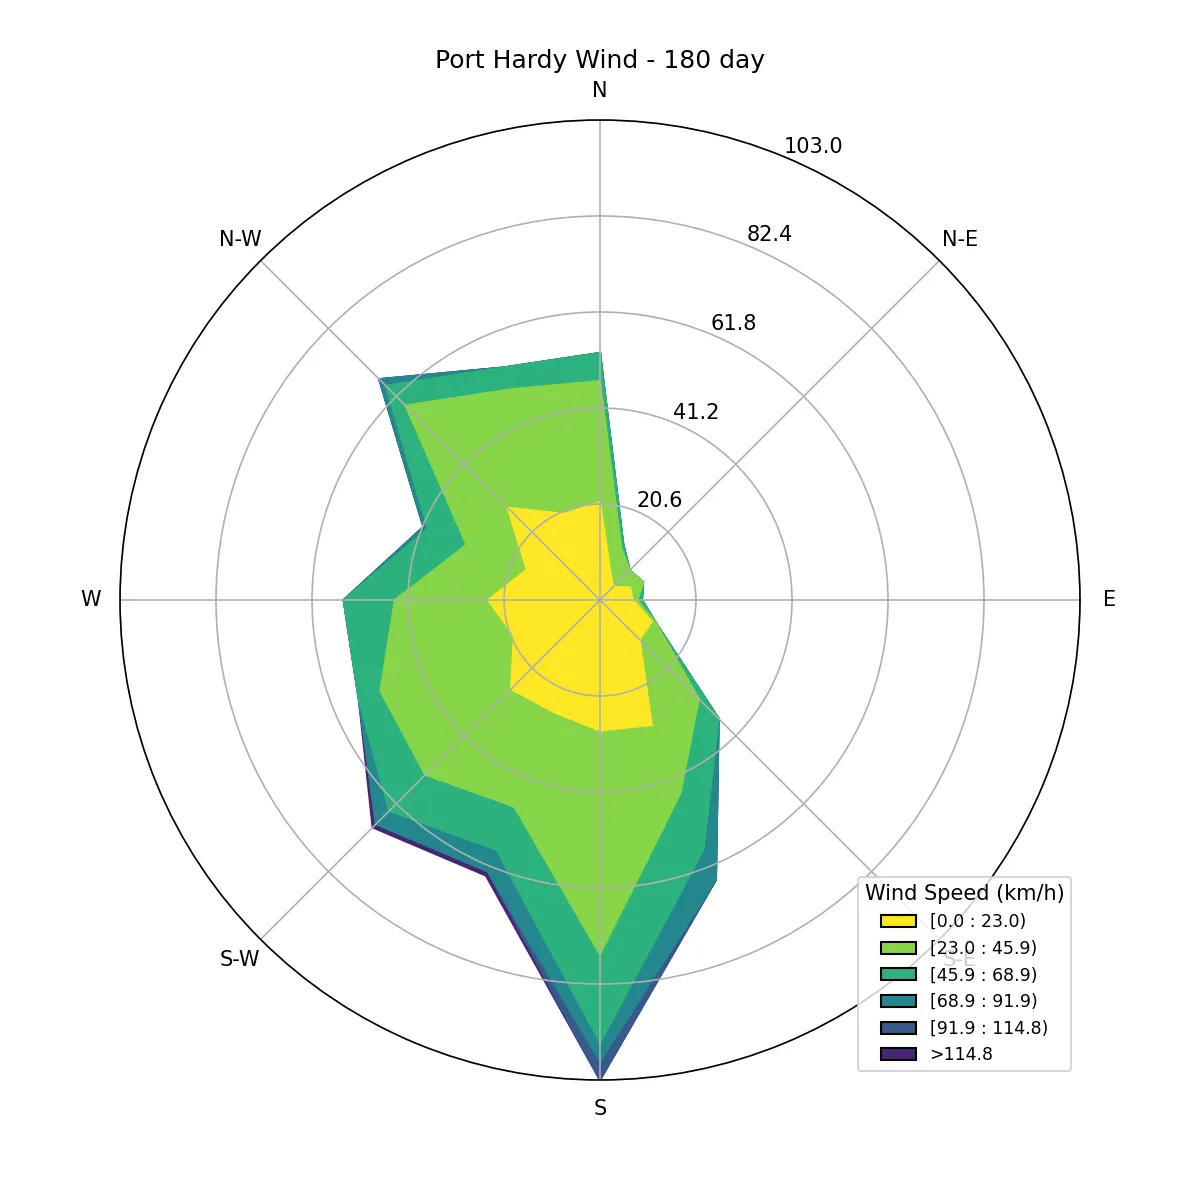 Port Hardy Wind - 180 day
N
103.0
N-W
82.4
N-E
61.8
41.2
20.6
W
E
S-W
S-E
S
Wind Speed (km/h)
[0.0 : 23.0)
[23.0 : 45.9)
[45.9 : 68.9)
[68.9 : 91.9)
[91.9 : 114.8)
>114.8